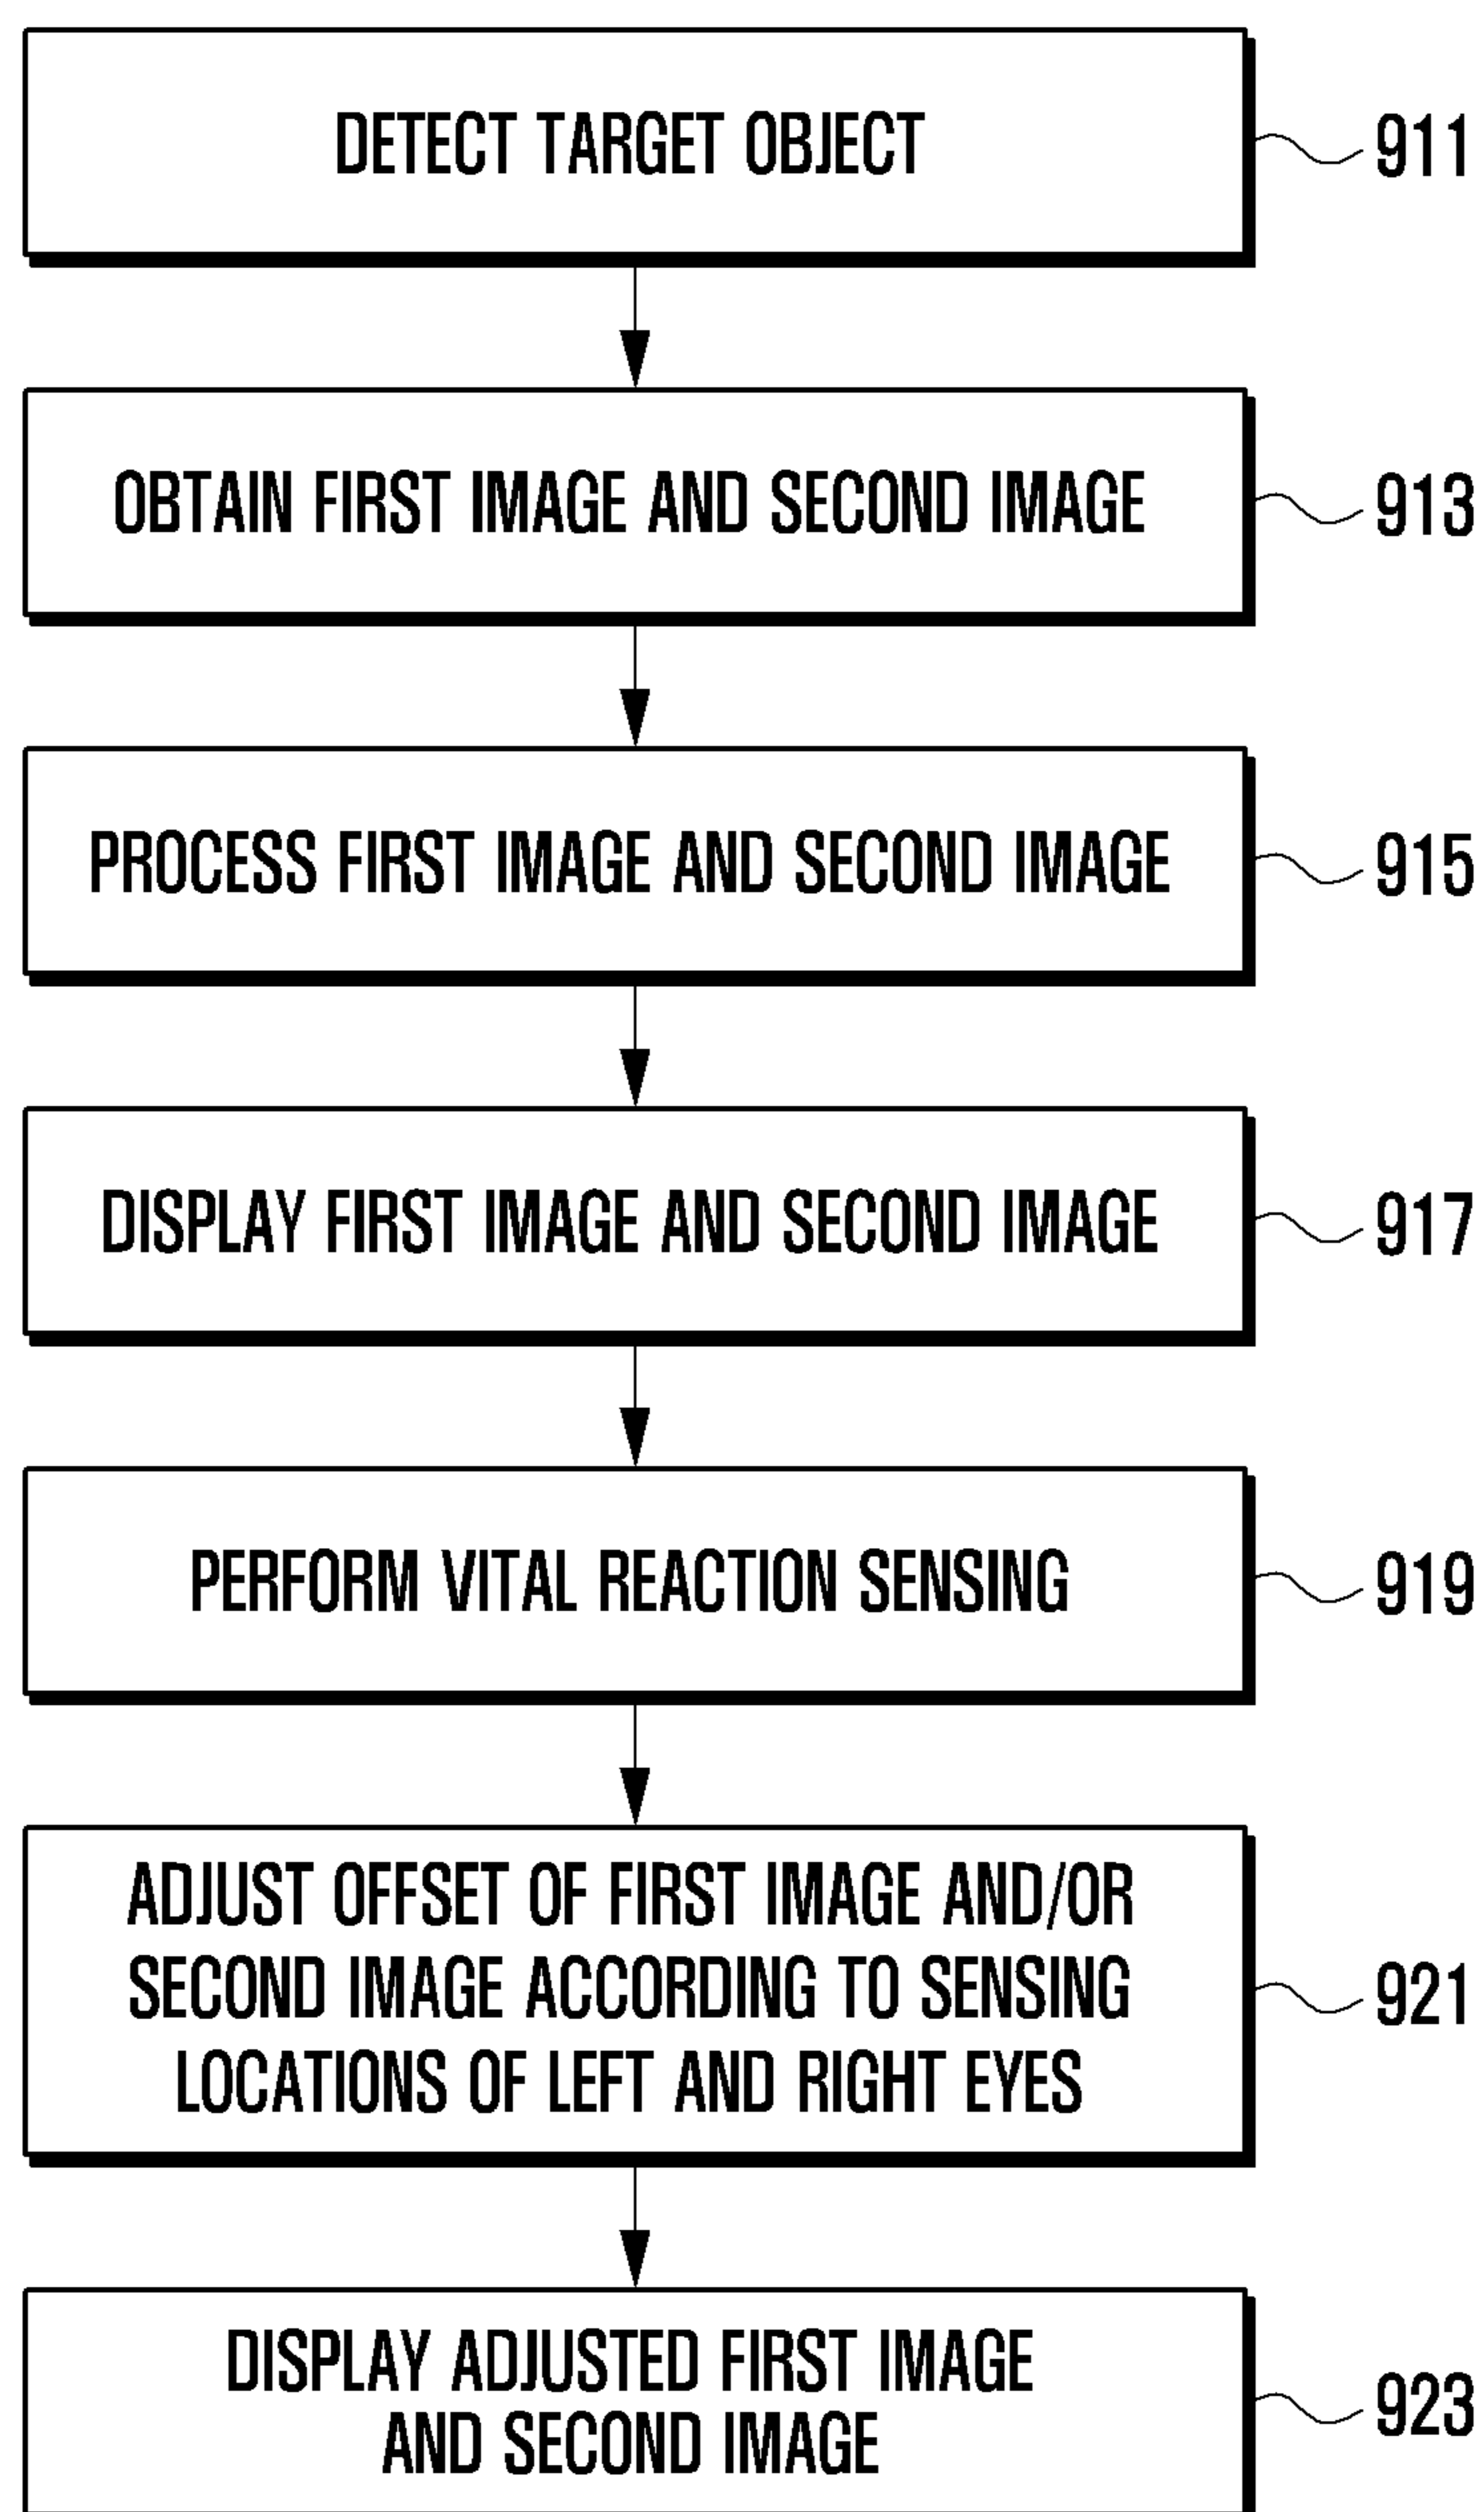 DETECT TARGET OBJECT
911
OBTAIN FIRST IMAGE AND SECOND IMAGE
913
PROCESS FIRST IMAGE AND SECOND IMAGE
915
DISPLAY FIRST IMAGE AND SECOND IMAGE
917
PERFORM VITAL REACTION SENSING
919
ADJUST OFFSET OF FIRST IMAGE AND/OR
SECOND IMAGE ACCORDING TO SENSING
LOCATIONS OF LEFT AND RIGHT EYES
921
DISPLAY ADJUSTED FIRST IMAGE
AND SECOND IMAGE
923